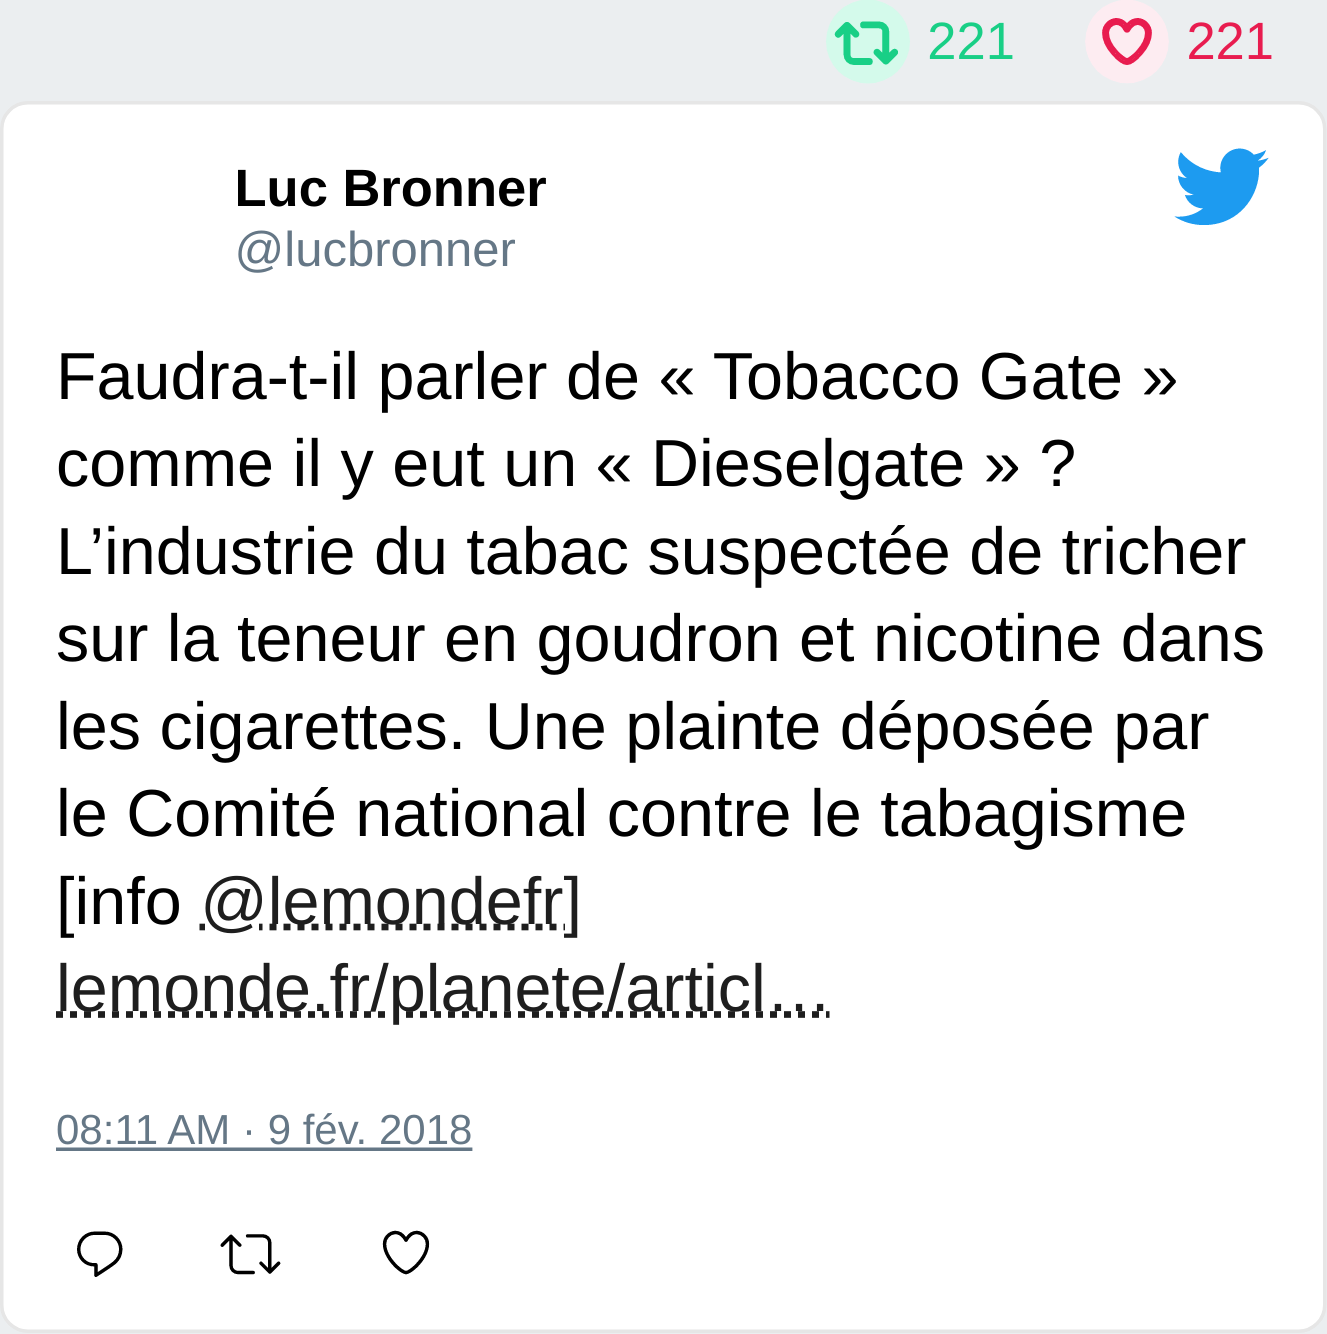 221 221
Luc Bronner
@lucbronner
Faudra-t-il parler de « Tobacco Gate »
comme il y eut un « Dieselgate » ?
L’industrie du tabac suspectée de tricher
sur la teneur en goudron et nicotine dans
les cigarettes. Une plainte déposée par
le Comité national contre le tabagisme
[info @lemondefr]
lemonde.fr/planete/articl…
08:11 AM · 9 fév. 2018